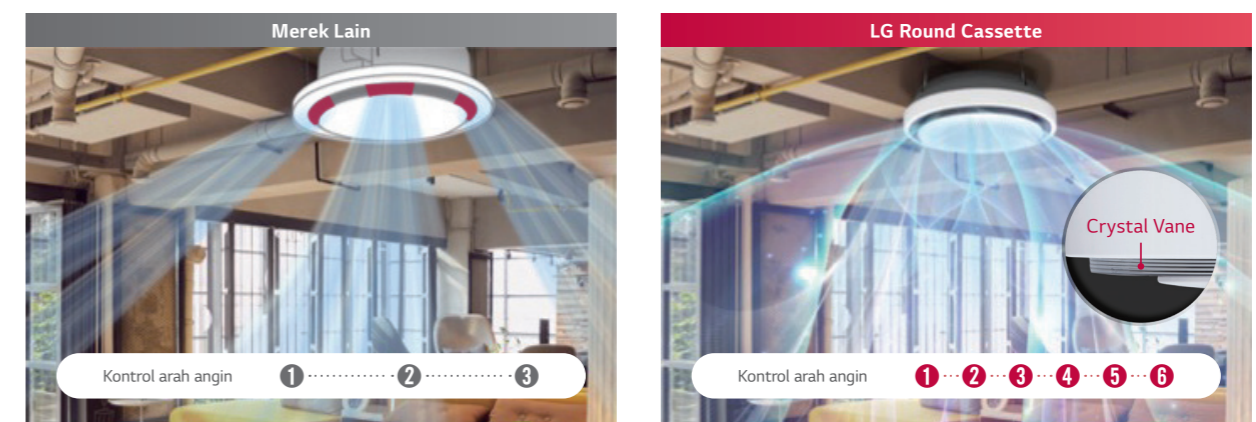 Merek Lain
Kontrol arah angin 1 2 3
LG Round Cassette
Crystal Vane
Kontrol arah angin 1 2 3 4 5 6